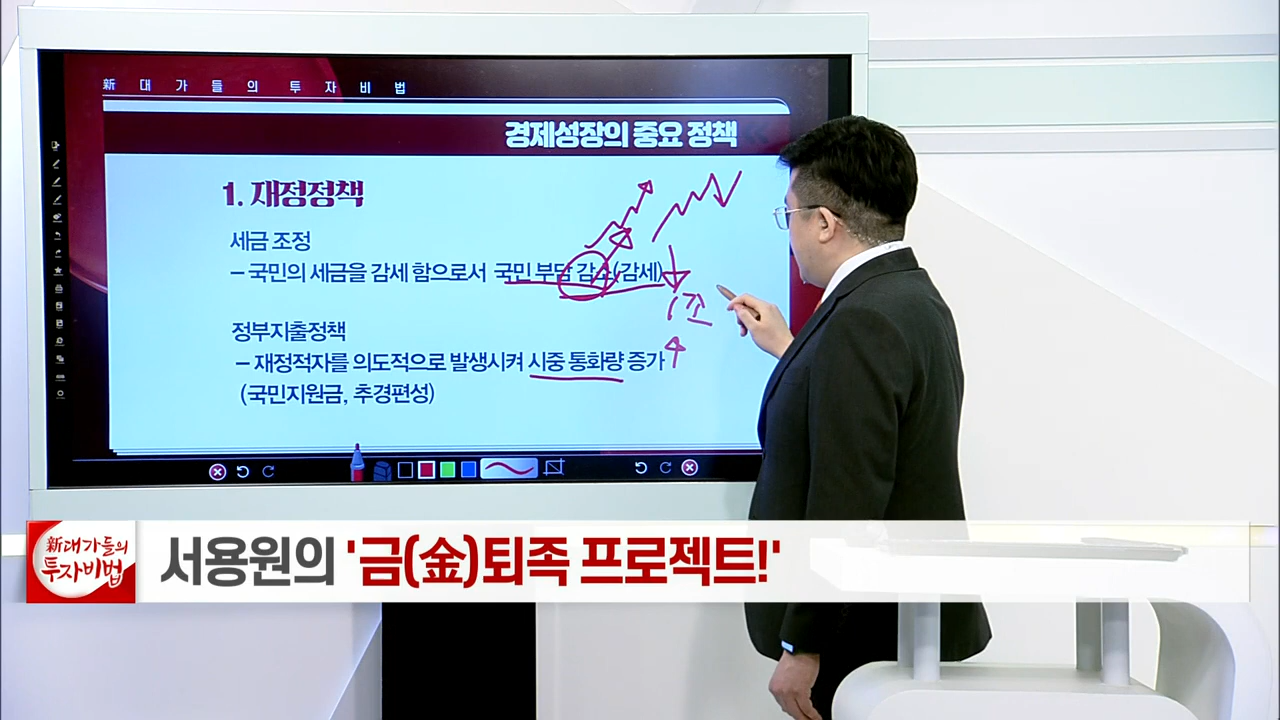 新 대 가 들 의 투 자 비 법
경제성장의 중요 정책
1. 재정정책
세금 조정
– 국민의 세금을 감세 함으로서 국민 부담 감소(감세)
1조
정부지출정책
– 재정적자를 의도적으로 발생시켜 시중 통화량 증가
(국민지원금, 추경편성)
新대가들의
투자비법
서용원의 '금(金)퇴족 프로젝트!'